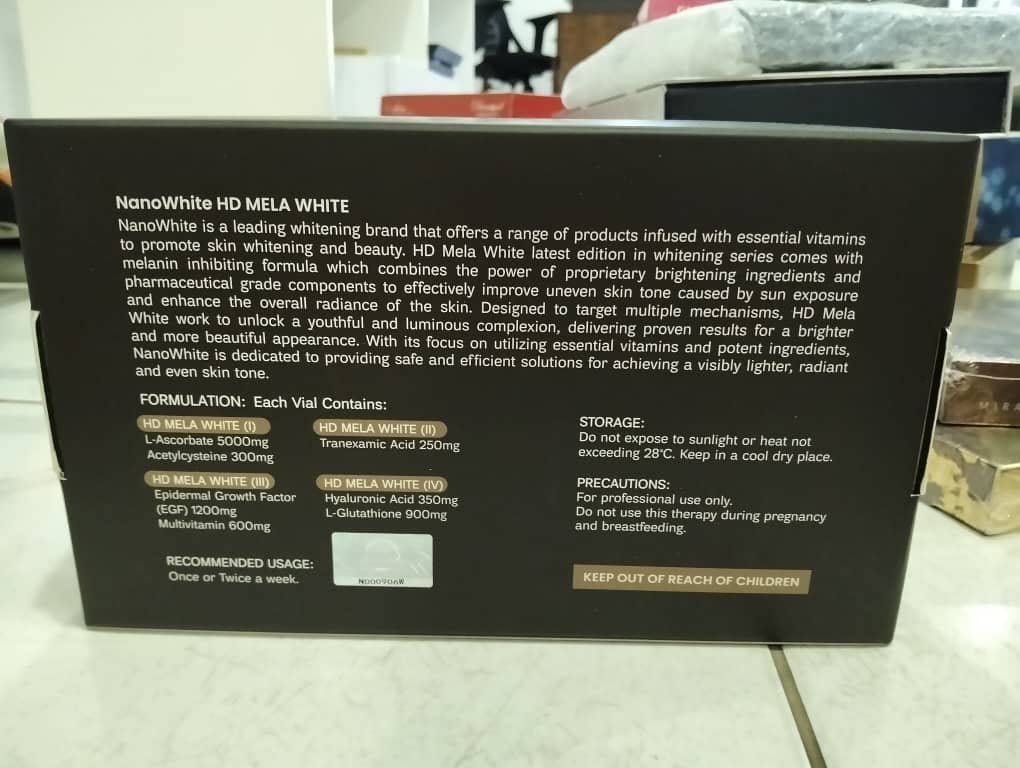 NanoWhite HD MELA WHITE
NanoWhite is a leading whitening brand that offers a range of products infused with essential vitamins
to promote skin whitening and beauty. HD Mela White latest edition in whitening series comes with
melanin inhibiting formula which combines the power of proprietary brightening ingredients and
pharmaceutical grade components to effectively improve uneven skin tone caused by sun exposure
and enhance the overall radiance of the skin. Designed to target multiple mechanisms, HD Mela
White work to unlock a youthful and luminous complexion, delivering proven results for a brighter
and more beautiful appearance. With its focus on utilizing essential vitamins and potent ingredients,
NanoWhite is dedicated to providing safe and efficient solutions for achieving a visibly lighter, radiant
and even skin tone.
FORMULATION: Each Vial Contains:
HD MELA WHITE (I)
L-Ascorbate 5000mg
Acetylcysteine 300mg
HD MELA WHITE (II)
Tranexamic Acid 250mg
HD MELA WHITE (III)
Epidermal Growth Factor
(EGF) 1200mg
Multivitamin 600mg
HD MELA WHITE (IV)
Hyaluronic Acid 350mg
L-Glutathione 900mg
RECOMMENDED USAGE:
Once or Twice a week.
ND00906W
STORAGE:
Do not expose to sunlight or heat not
exceeding 28°C. Keep in a cool dry place.
PRECAUTIONS:
For professional use only.
Do not use this therapy during pregnancy
and breastfeeding.
KEEP OUT OF REACH OF CHILDREN